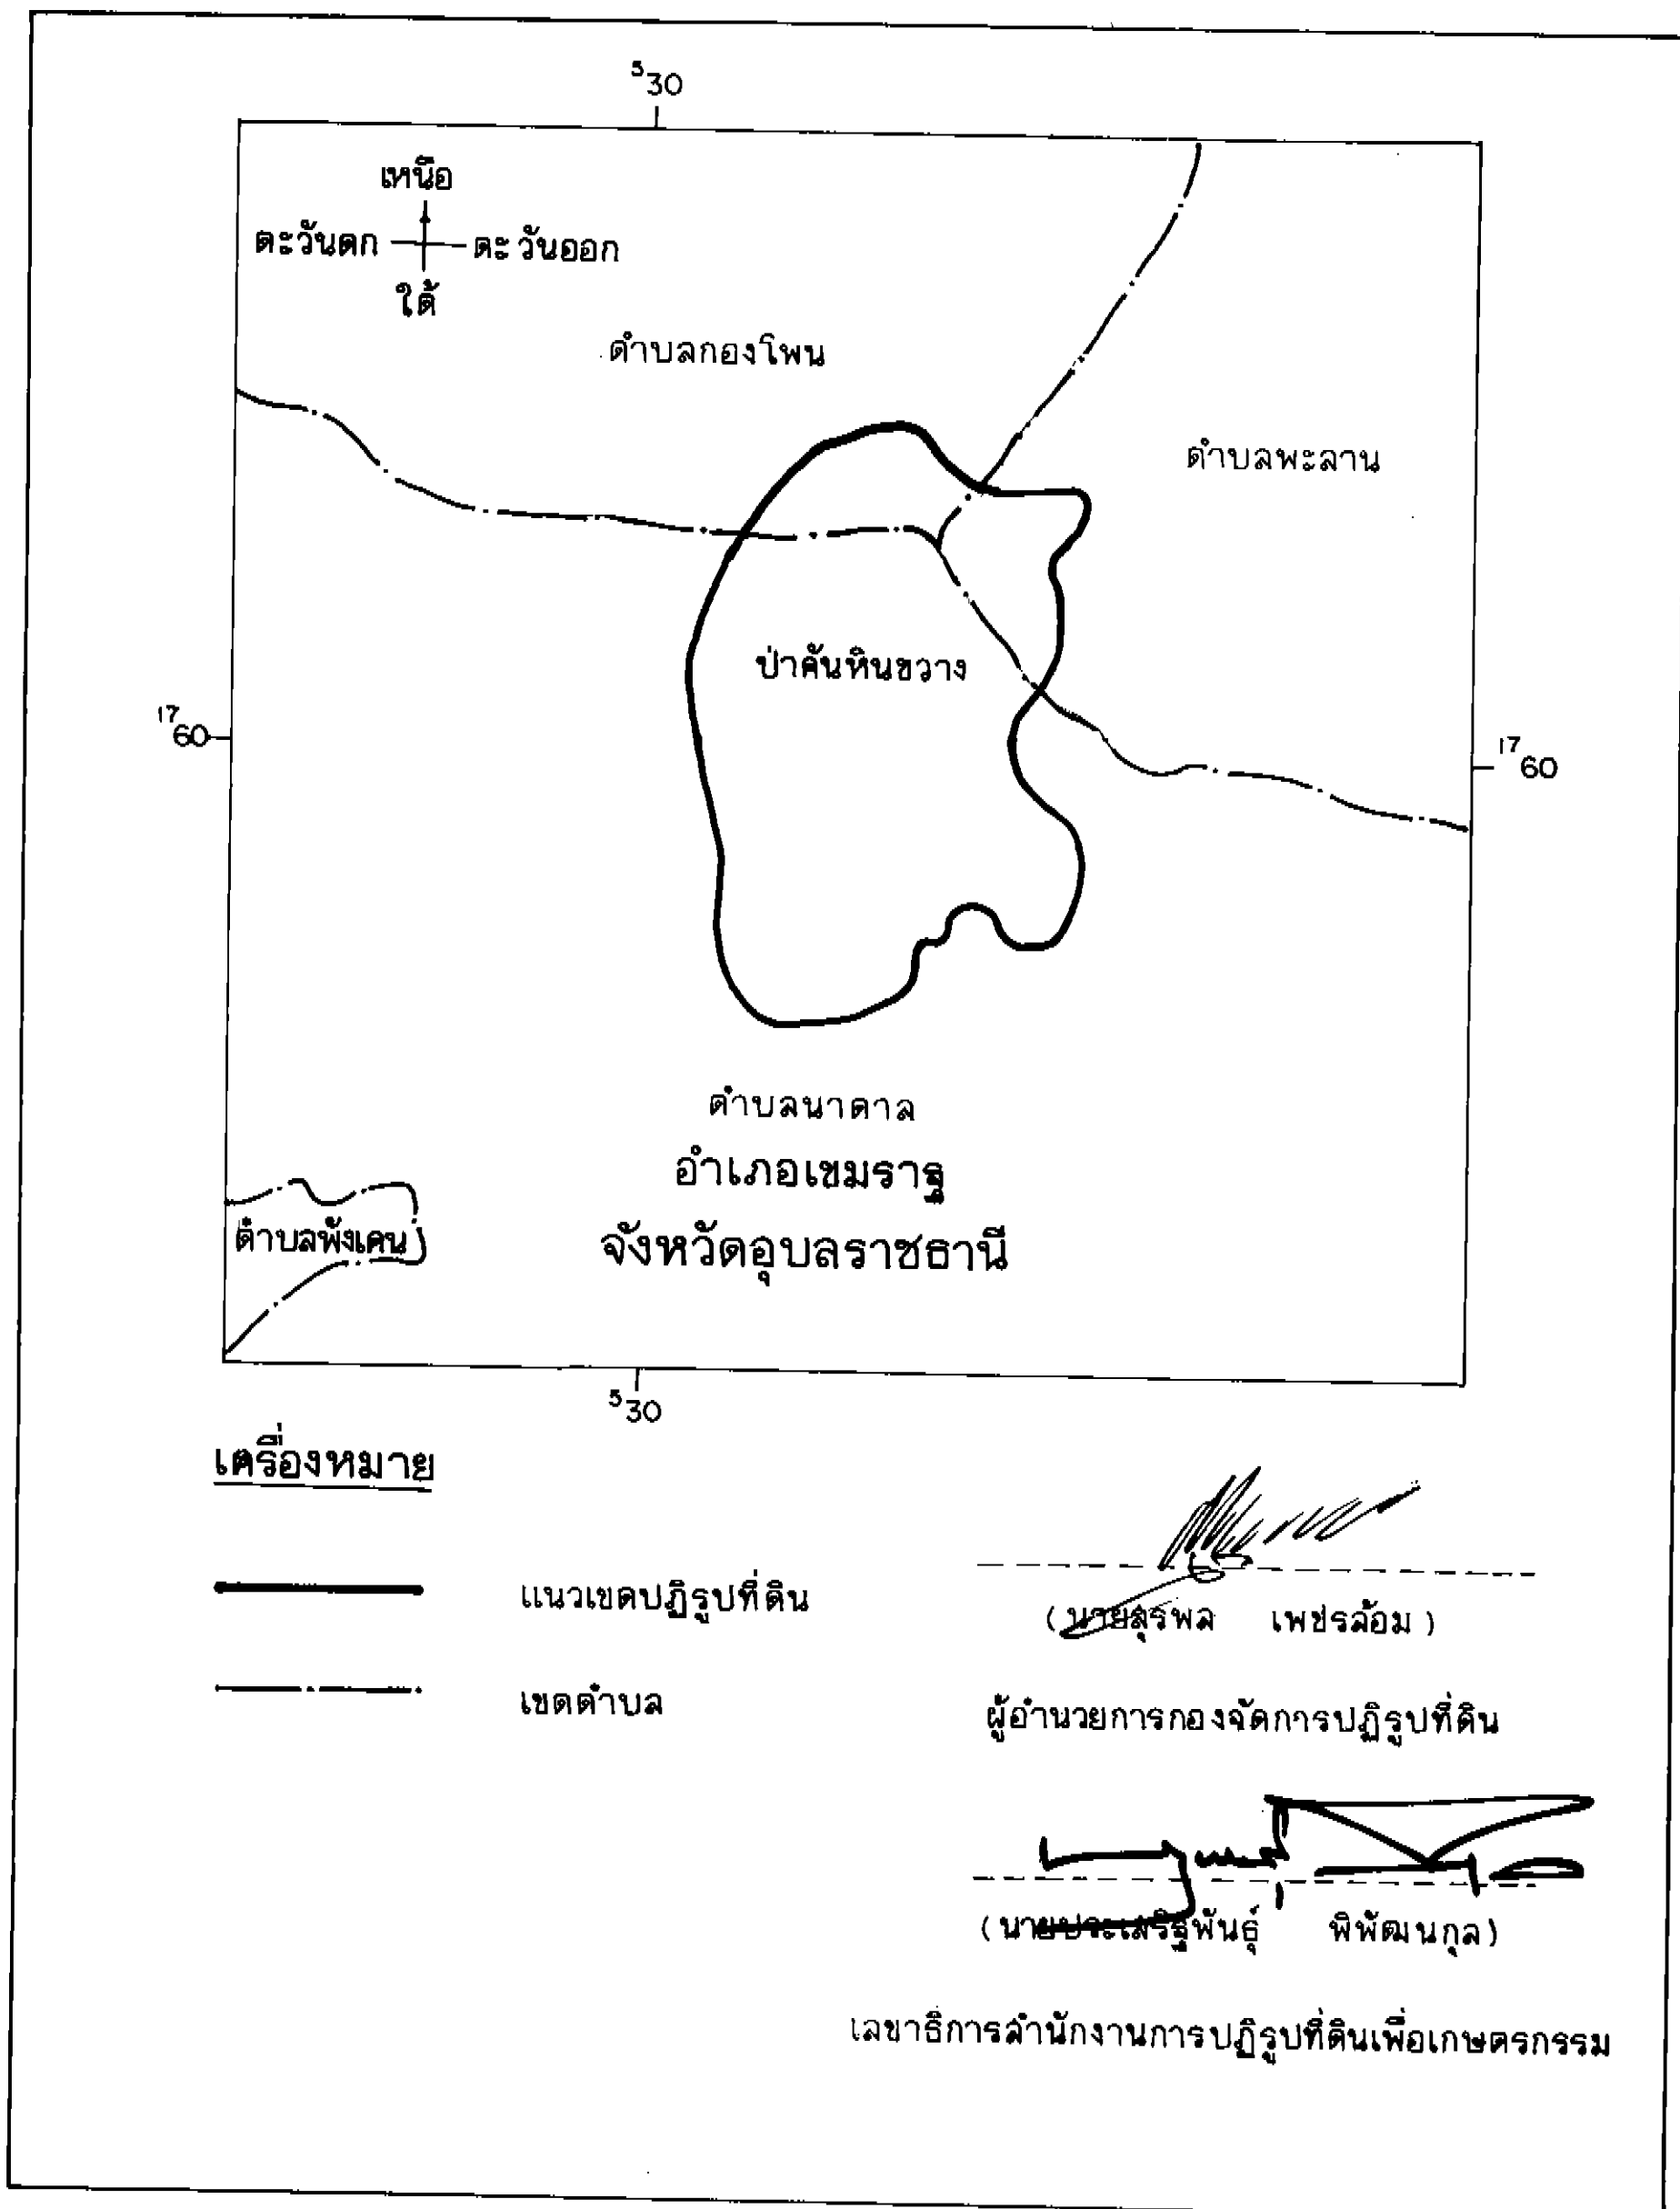 ⁵30
เหนือ
ตะวันตก ตะวันออก
ใต้
ตำบลกองโพน
ตำบลพะลาน
ป่าคันหินขวาง
¹⁷60
¹⁷60
ตำบลนาตาล
อำเภอเขมราฐ
ตำบลพังเคน
จังหวัดอุบลราชธานี
⁵30
เครื่องหมาย
แนวเขตปฏิรูปที่ดิน
(นายสุรพล เพชรล้อม)
เขตตำบล
ผู้อำนวยการกองจัดการปฏิรูปที่ดิน
(นายประเสริฐพันธุ์ พิพัฒนกุล)
เลขาธิการสำนักงานการปฏิรูปที่ดินเพื่อเกษตรกรรม